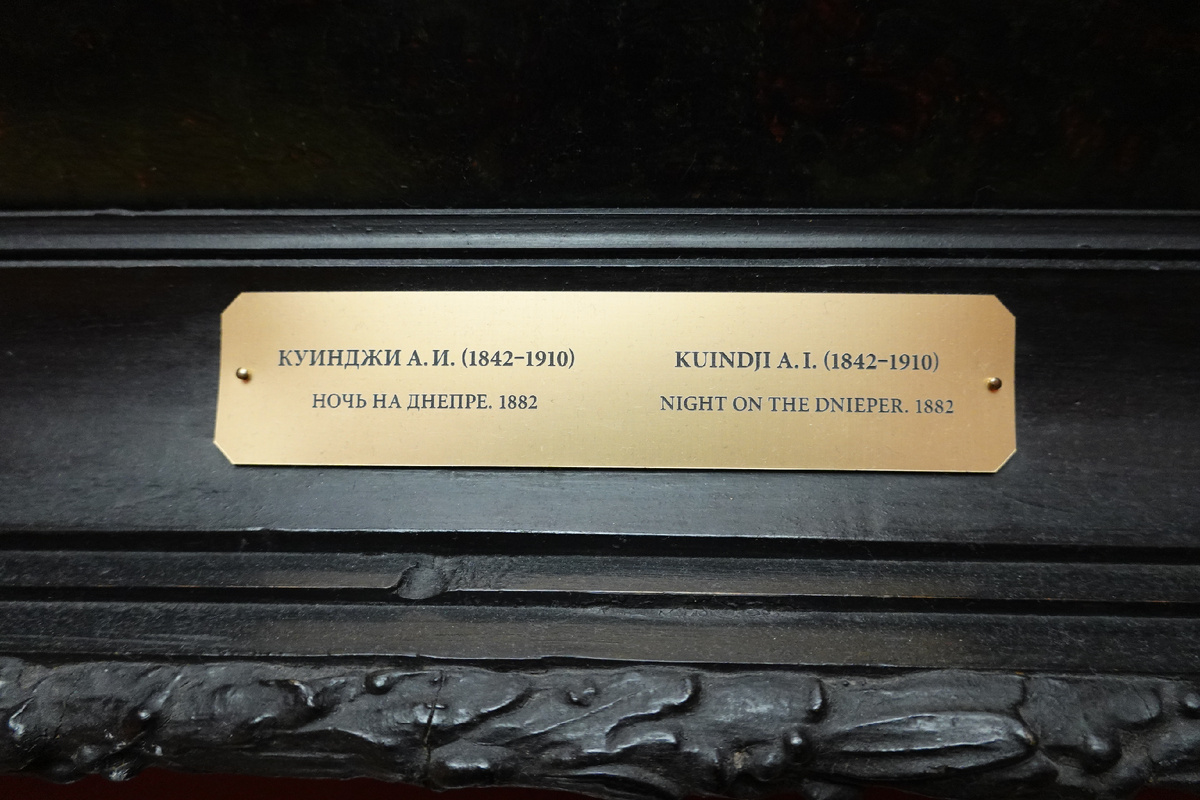 КУИНДЖИ А. И. (1842–1910)
НОЧЬ НА ДНЕПРЕ. 1882
KUINDJI A. I. (1842–1910)
NIGHT ON THE DNIEPER. 1882